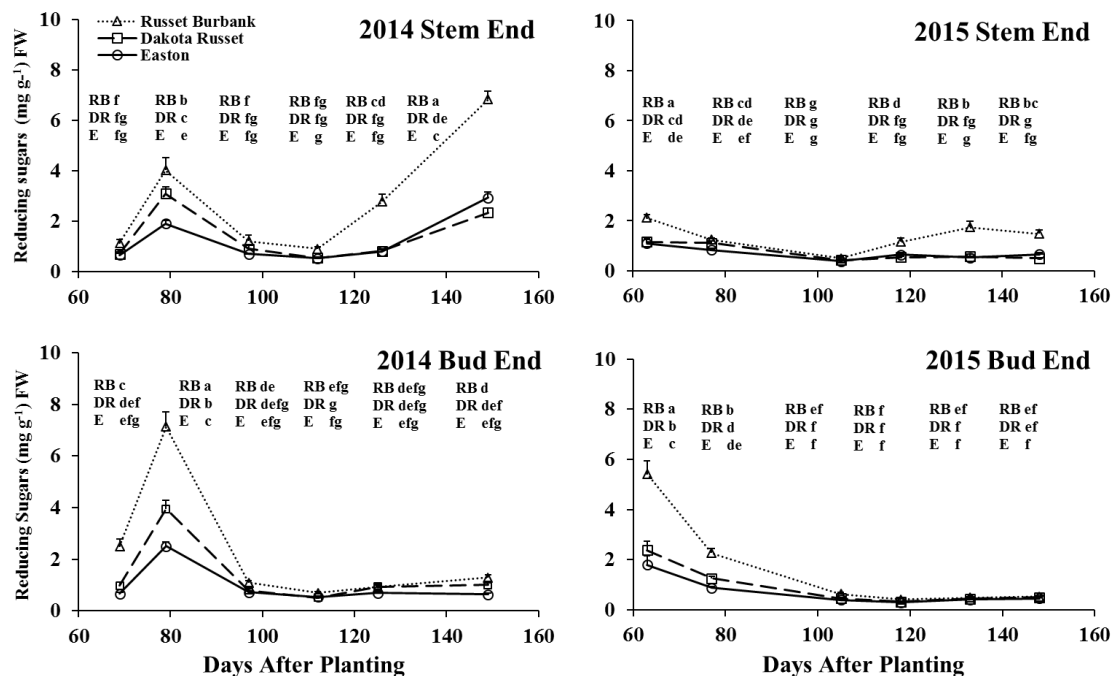 Russet Burbank
Dakota Russet
Easton
2014 Stem End
Reducing sugars (mg g-1) FW
10
8
6
4
2
0
RB f
DR fg
E fg
RB b
DR c
E e
RB f
DR fg
E fg
RB fg
DR fg
E g
RB cd
DR fg
E fg
RB a
DR de
E c
60 80 100 120 140 160
2015 Stem End
10
8
6
4
2
0
RB a
DR cd
E de
RB cd
DR de
E ef
RB g
DR g
E g
RB d
DR fg
E fg
RB b
DR fg
E g
RB bc
DR g
E fg
60 80 100 120 140 160
2014 Bud End
Reducing Sugars (mg g-1) FW
10
8
6
4
2
0
RB c
DR def
E efg
RB a
DR b
E c
RB de
DR defg
E efg
RB efg
DR g
E fg
RB defg
DR defg
E efg
RB d
DR def
E efg
60 80 100 120 140 160
Days After Planting
2015 Bud End
10
8
6
4
2
0
RB a
DR b
E c
RB b
DR d
E de
RB ef
DR f
E f
RB f
DR f
E f
RB ef
DR f
E f
RB ef
DR ef
E f
60 80 100 120 140 160
Days After Planting